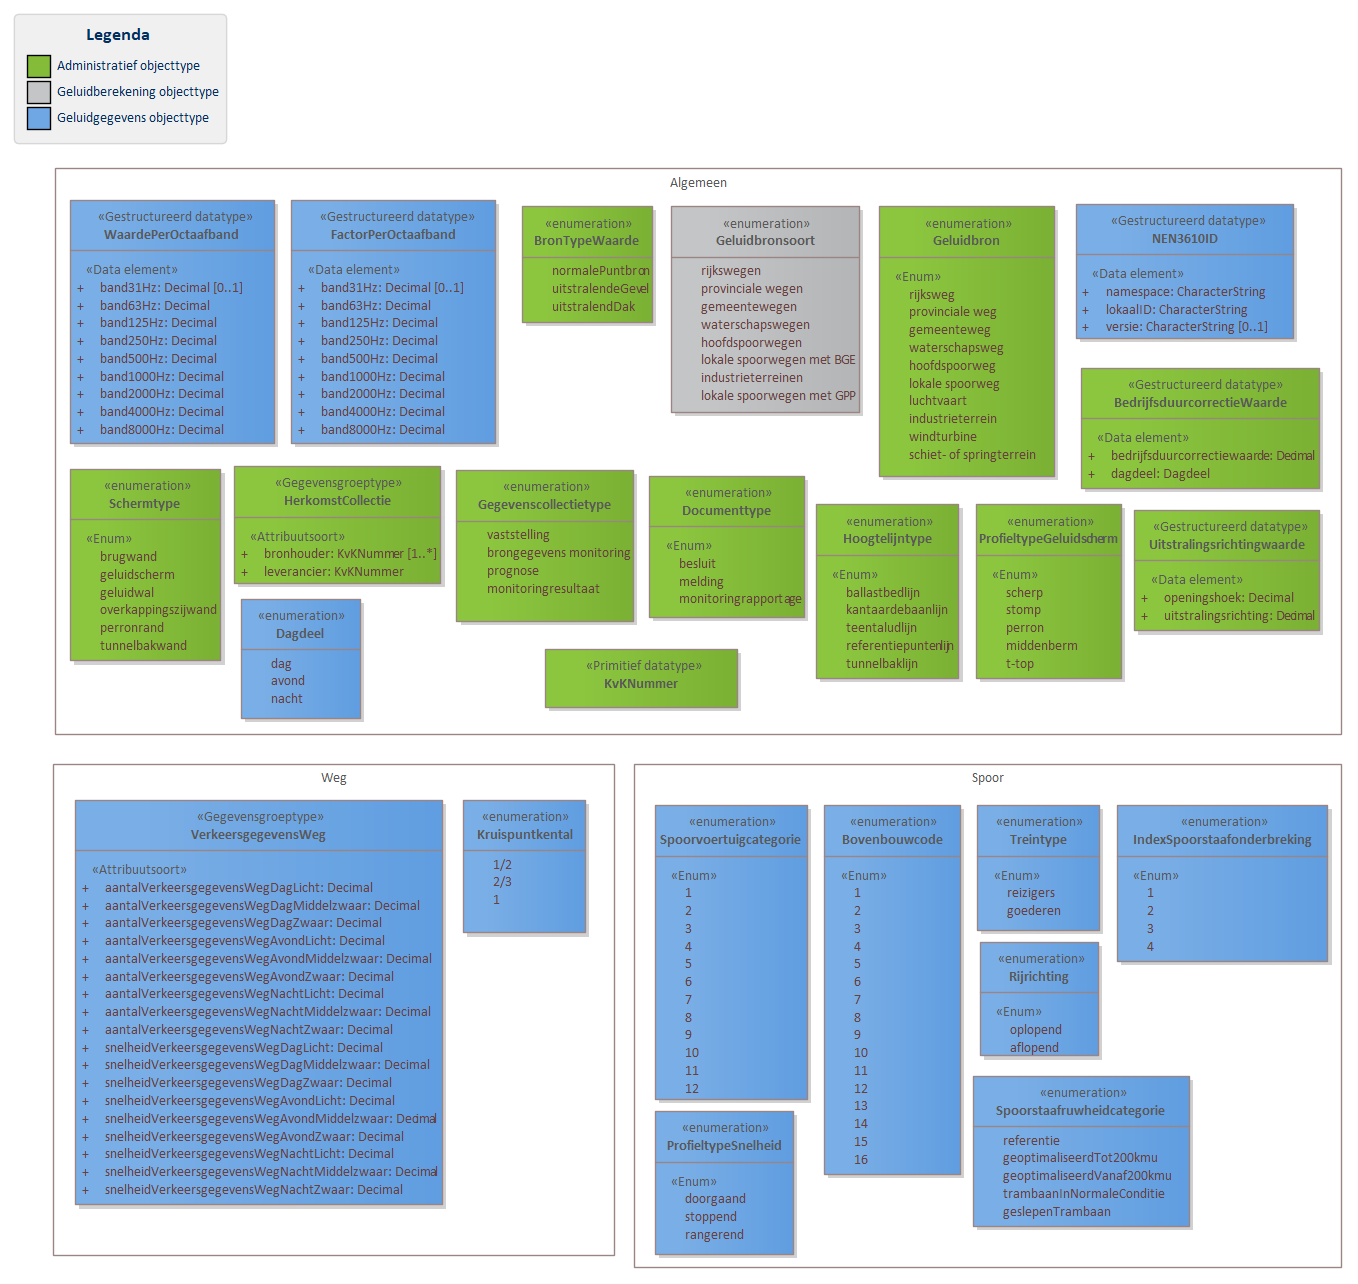 Legenda
Administratief objecttype
Geluidberekening objecttype
Geluidgegevens objecttype
Algemeen
«Gestructureerd datatype»
WaardePerOctaafband
«Data element»
+ band31Hz: Decimal [0..1]
+ band63Hz: Decimal
+ band125Hz: Decimal
+ band250Hz: Decimal
+ band500Hz: Decimal
+ band1000Hz: Decimal
+ band2000Hz: Decimal
+ band4000Hz: Decimal
+ band8000Hz: Decimal
«Gestructureerd datatype»
FactorPerOctaafband
«Data element»
+ band31Hz: Decimal [0..1]
+ band63Hz: Decimal
+ band125Hz: Decimal
+ band250Hz: Decimal
+ band500Hz: Decimal
+ band1000Hz: Decimal
+ band2000Hz: Decimal
+ band4000Hz: Decimal
+ band8000Hz: Decimal
«enumeration»
BronTypeWaarde
normalePuntbron
uitstralendeGevel
uitstralendDak
«enumeration»
Geluidbronsoort
rijkswegen
provinciale wegen
gemeentewegen
waterschapswegen
hoofdspoorwegen
lokale spoorwegen met BGE
industrieterreinen
lokale spoorwegen met GPP
«enumeration»
Geluidbron
«Enum»
rijksweg
provinciale weg
gemeenteweg
waterschapsweg
hoofdspoorweg
lokale spoorweg
luchtvaart
industrieterrein
windturbine
schiet- of springterrein
«Gestructureerd datatype»
NEN3610ID
«Data element»
+ namespace: CharacterString
+ lokaalID: CharacterString
+ versie: CharacterString [0..1]
«Gestructureerd datatype»
BedrijfsduurcorrectieWaarde
«Data element»
+ bedrijfsduurcorrectiewaarde: Decimal
+ dagdeel: Dagdeel
«enumeration»
Schermtype
«Enum»
brugwand
geluidscherm
geluidwal
overkappingszijwand
perronrand
tunnelbakwand
«Gegevensgroeptype»
HerkomstCollectie
«Attribuutsoort»
+ bronhouder: KvKNummer [1..*]
+ leverancier: KvKNummer
«enumeration»
Gegevenscollectietype
vaststelling
brongegevens monitoring
prognose
monitoringresultaat
«enumeration»
Documenttype
«Enum»
besluit
melding
monitoringrapportage
«enumeration»
Hoogtelijntype
«Enum»
ballastbedlijn
kantaardebaanlijn
teentaludlijn
referentiepuntenlijn
tunnelbaklijn
«enumeration»
ProfieltypeGeluidscherm
«Enum»
scherp
stomp
perron
middenberm
t-top
«Gestructureerd datatype»
Uitstralingsrichtingwaarde
«Data element»
+ openingshoek: Decimal
+ uitstralingsrichting: Decimal
«enumeration»
Dagdeel
dag
avond
nacht
«Primitief datatype»
KvKNummer
Weg
«Gegevensgroeptype»
VerkeersgegevensWeg
«Attribuutsoort»
+ aantalVerkeersgegevensWegDagLicht: Decimal
+ aantalVerkeersgegevensWegDagMiddelzwaar: Decimal
+ aantalVerkeersgegevensWegDagZwaar: Decimal
+ aantalVerkeersgegevensWegAvondLicht: Decimal
+ aantalVerkeersgegevensWegAvondMiddelzwaar: Decimal
+ aantalVerkeersgegevensWegAvondZwaar: Decimal
+ aantalVerkeersgegevensWegNachtLicht: Decimal
+ aantalVerkeersgegevensWegNachtMiddelzwaar: Decimal
+ aantalVerkeersgegevensWegNachtZwaar: Decimal
+ snelheidVerkeersgegevensWegDagLicht: Decimal
+ snelheidVerkeersgegevensWegDagMiddelzwaar: Decimal
+ snelheidVerkeersgegevensWegDagZwaar: Decimal
+ snelheidVerkeersgegevensWegAvondLicht: Decimal
+ snelheidVerkeersgegevensWegAvondMiddelzwaar: Decimal
+ snelheidVerkeersgegevensWegAvondZwaar: Decimal
+ snelheidVerkeersgegevensWegNachtLicht: Decimal
+ snelheidVerkeersgegevensWegNachtMiddelzwaar: Decimal
+ snelheidVerkeersgegevensWegNachtZwaar: Decimal
«enumeration»
Kruispuntkental
1/2
2/3
1
Spoor
«enumeration»
Spoorvoertuigcategorie
«Enum»
1
2
3
4
5
6
7
8
9
10
11
12
«enumeration»
Bovenbouwcode
«Enum»
1
2
3
4
5
6
7
8
9
10
11
12
13
14
15
16
«enumeration»
Treintype
«Enum»
reizigers
goederen
«enumeration»
IndexSpoorstaafonderbreking
«Enum»
1
2
3
4
«enumeration»
Rijrichting
«Enum»
oplopend
aflopend
«enumeration»
Spoorstaafruwheidcategorie
referentie
geoptimaliseerdTot200kmu
geoptimaliseerdVanaf200kmu
trambaanInNormaleConditie
geslepenTrambaan
«enumeration»
ProfieltypeSnelheid
«Enum»
doorgaand
stoppend
rangerend